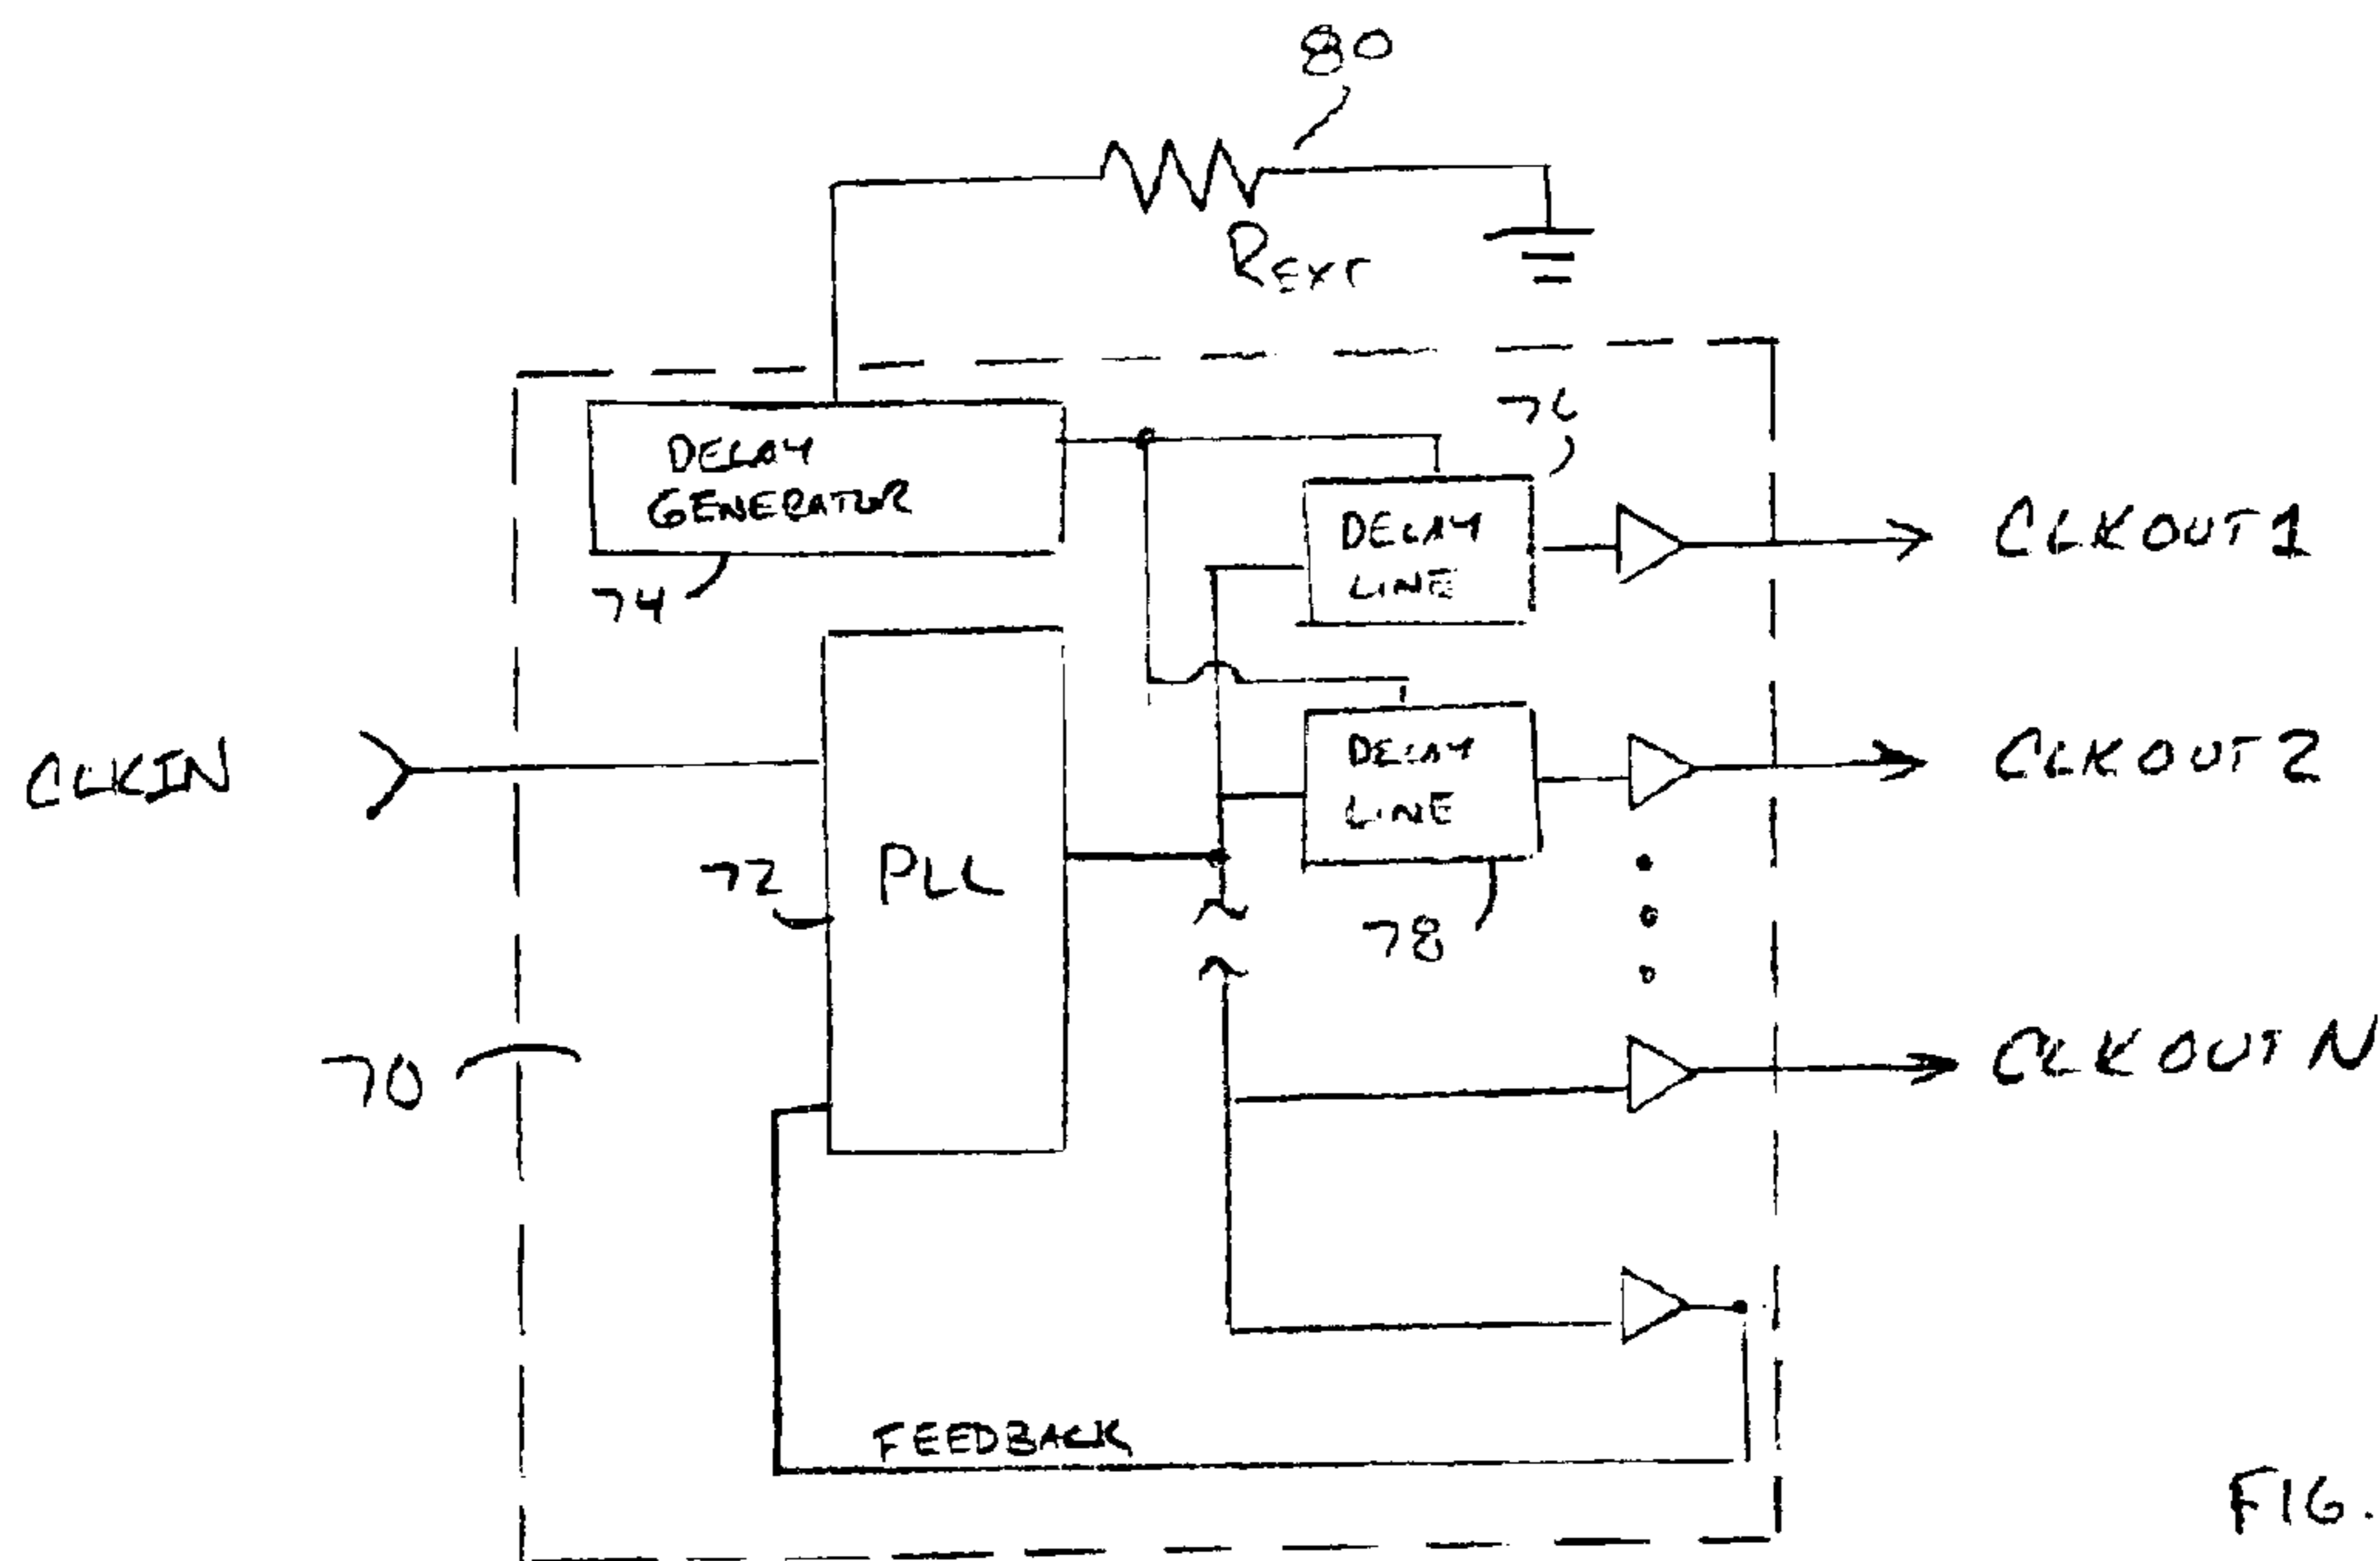 80
REXT
DELAY
GENERATOR
74
76
DELAY
LINE
CLKOUT1
DELAY
LINE
CLKOUT2
CLKIN
72
PLL
78
70
CLKOUTN
FEEDBACK
FIG.